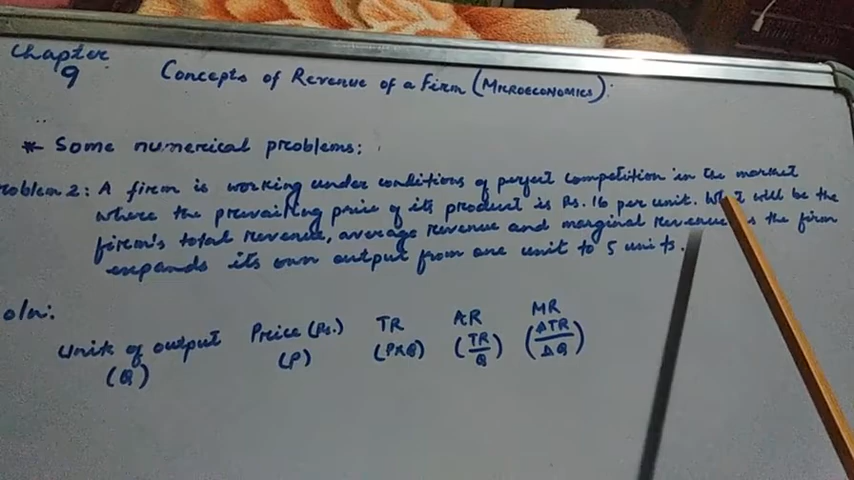 Chapter
9
Concepts of Revenue of a Firm (Microeconomics):
* Some numerical problems:
roblem 2: A firm is working under conditions of perfect competition in the market
where the prevailing price of its product is Rs. 16 per unit. What will be the
firm's total revenue, average revenue and marginal revenue as the firm
expands its own output from one unit to 5 units.
oln:
Units of output Price (Rs.) TR AR MR
(Q) (P) (PxQ) (TR/Q) (ΔTR/ΔQ)